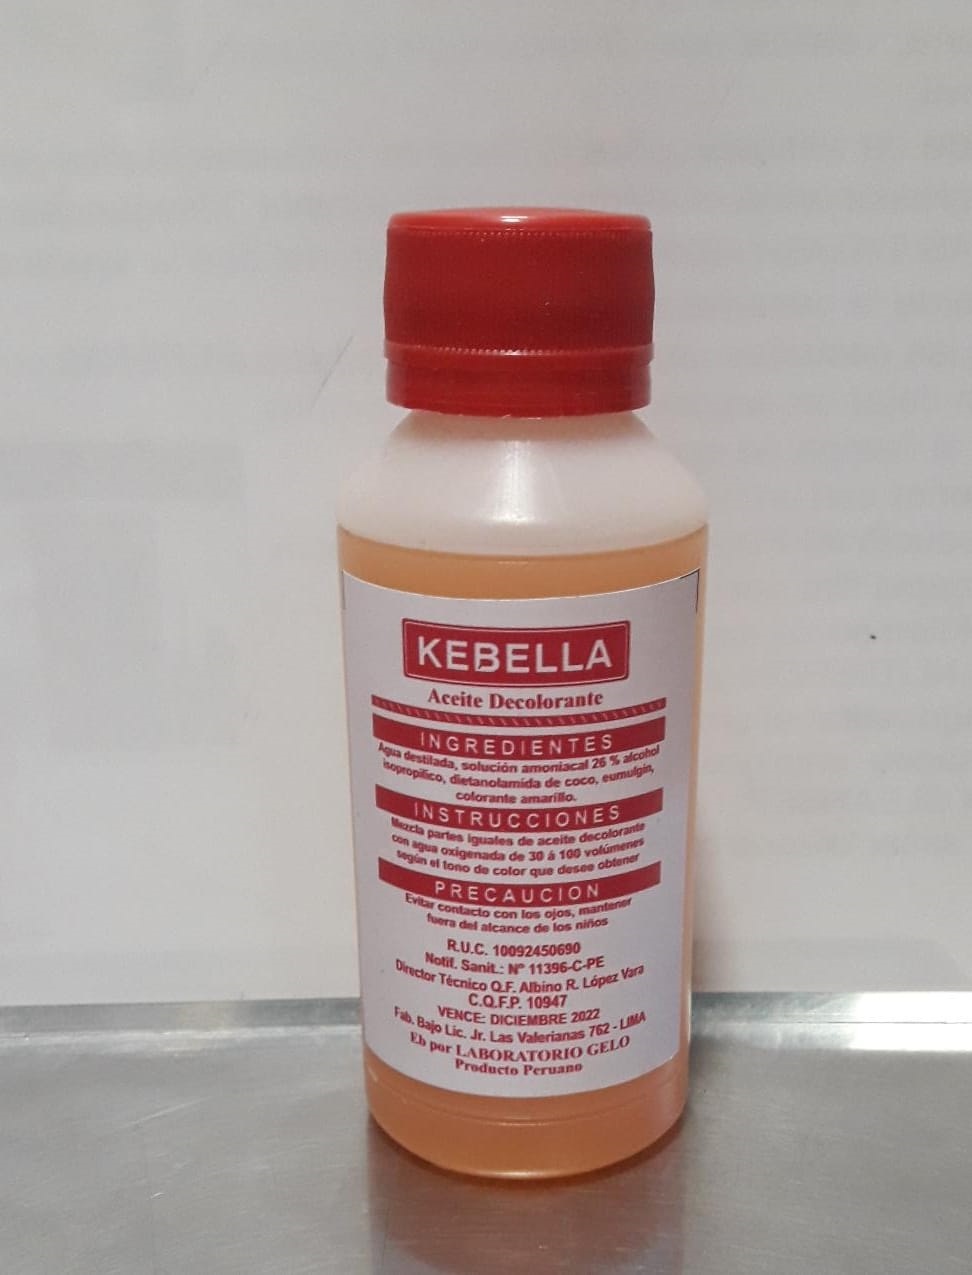 KEBELLA
Aceite Decolorante
INGREDIENTES
Agua destilada, solución amoniacal 26 % alcohol
isopropilico, dietanolamida de coco, eumulgin,
colorante amarillo.
INSTRUCCIONES
Mezcla partes iguales de aceite decolorante
con agua oxigenada de 30 á 100 volúmenes
según el tono de color que desee obtener
PRECAUCION
Evitar contacto con los ojos, mantener
fuera del alcance de los niños
R.U.C. 10092450690
Notif. Sanit.: Nº 11396-C-PE
Director Técnico Q.F. Albino R. López Vara
C.Q.F.P. 10947
VENCE: DICIEMBRE 2022
Fab. Bajo Lic. Jr. Las Valerianas 762 - LIMA
Eb por LABORATORIO GELO
Producto Peruano